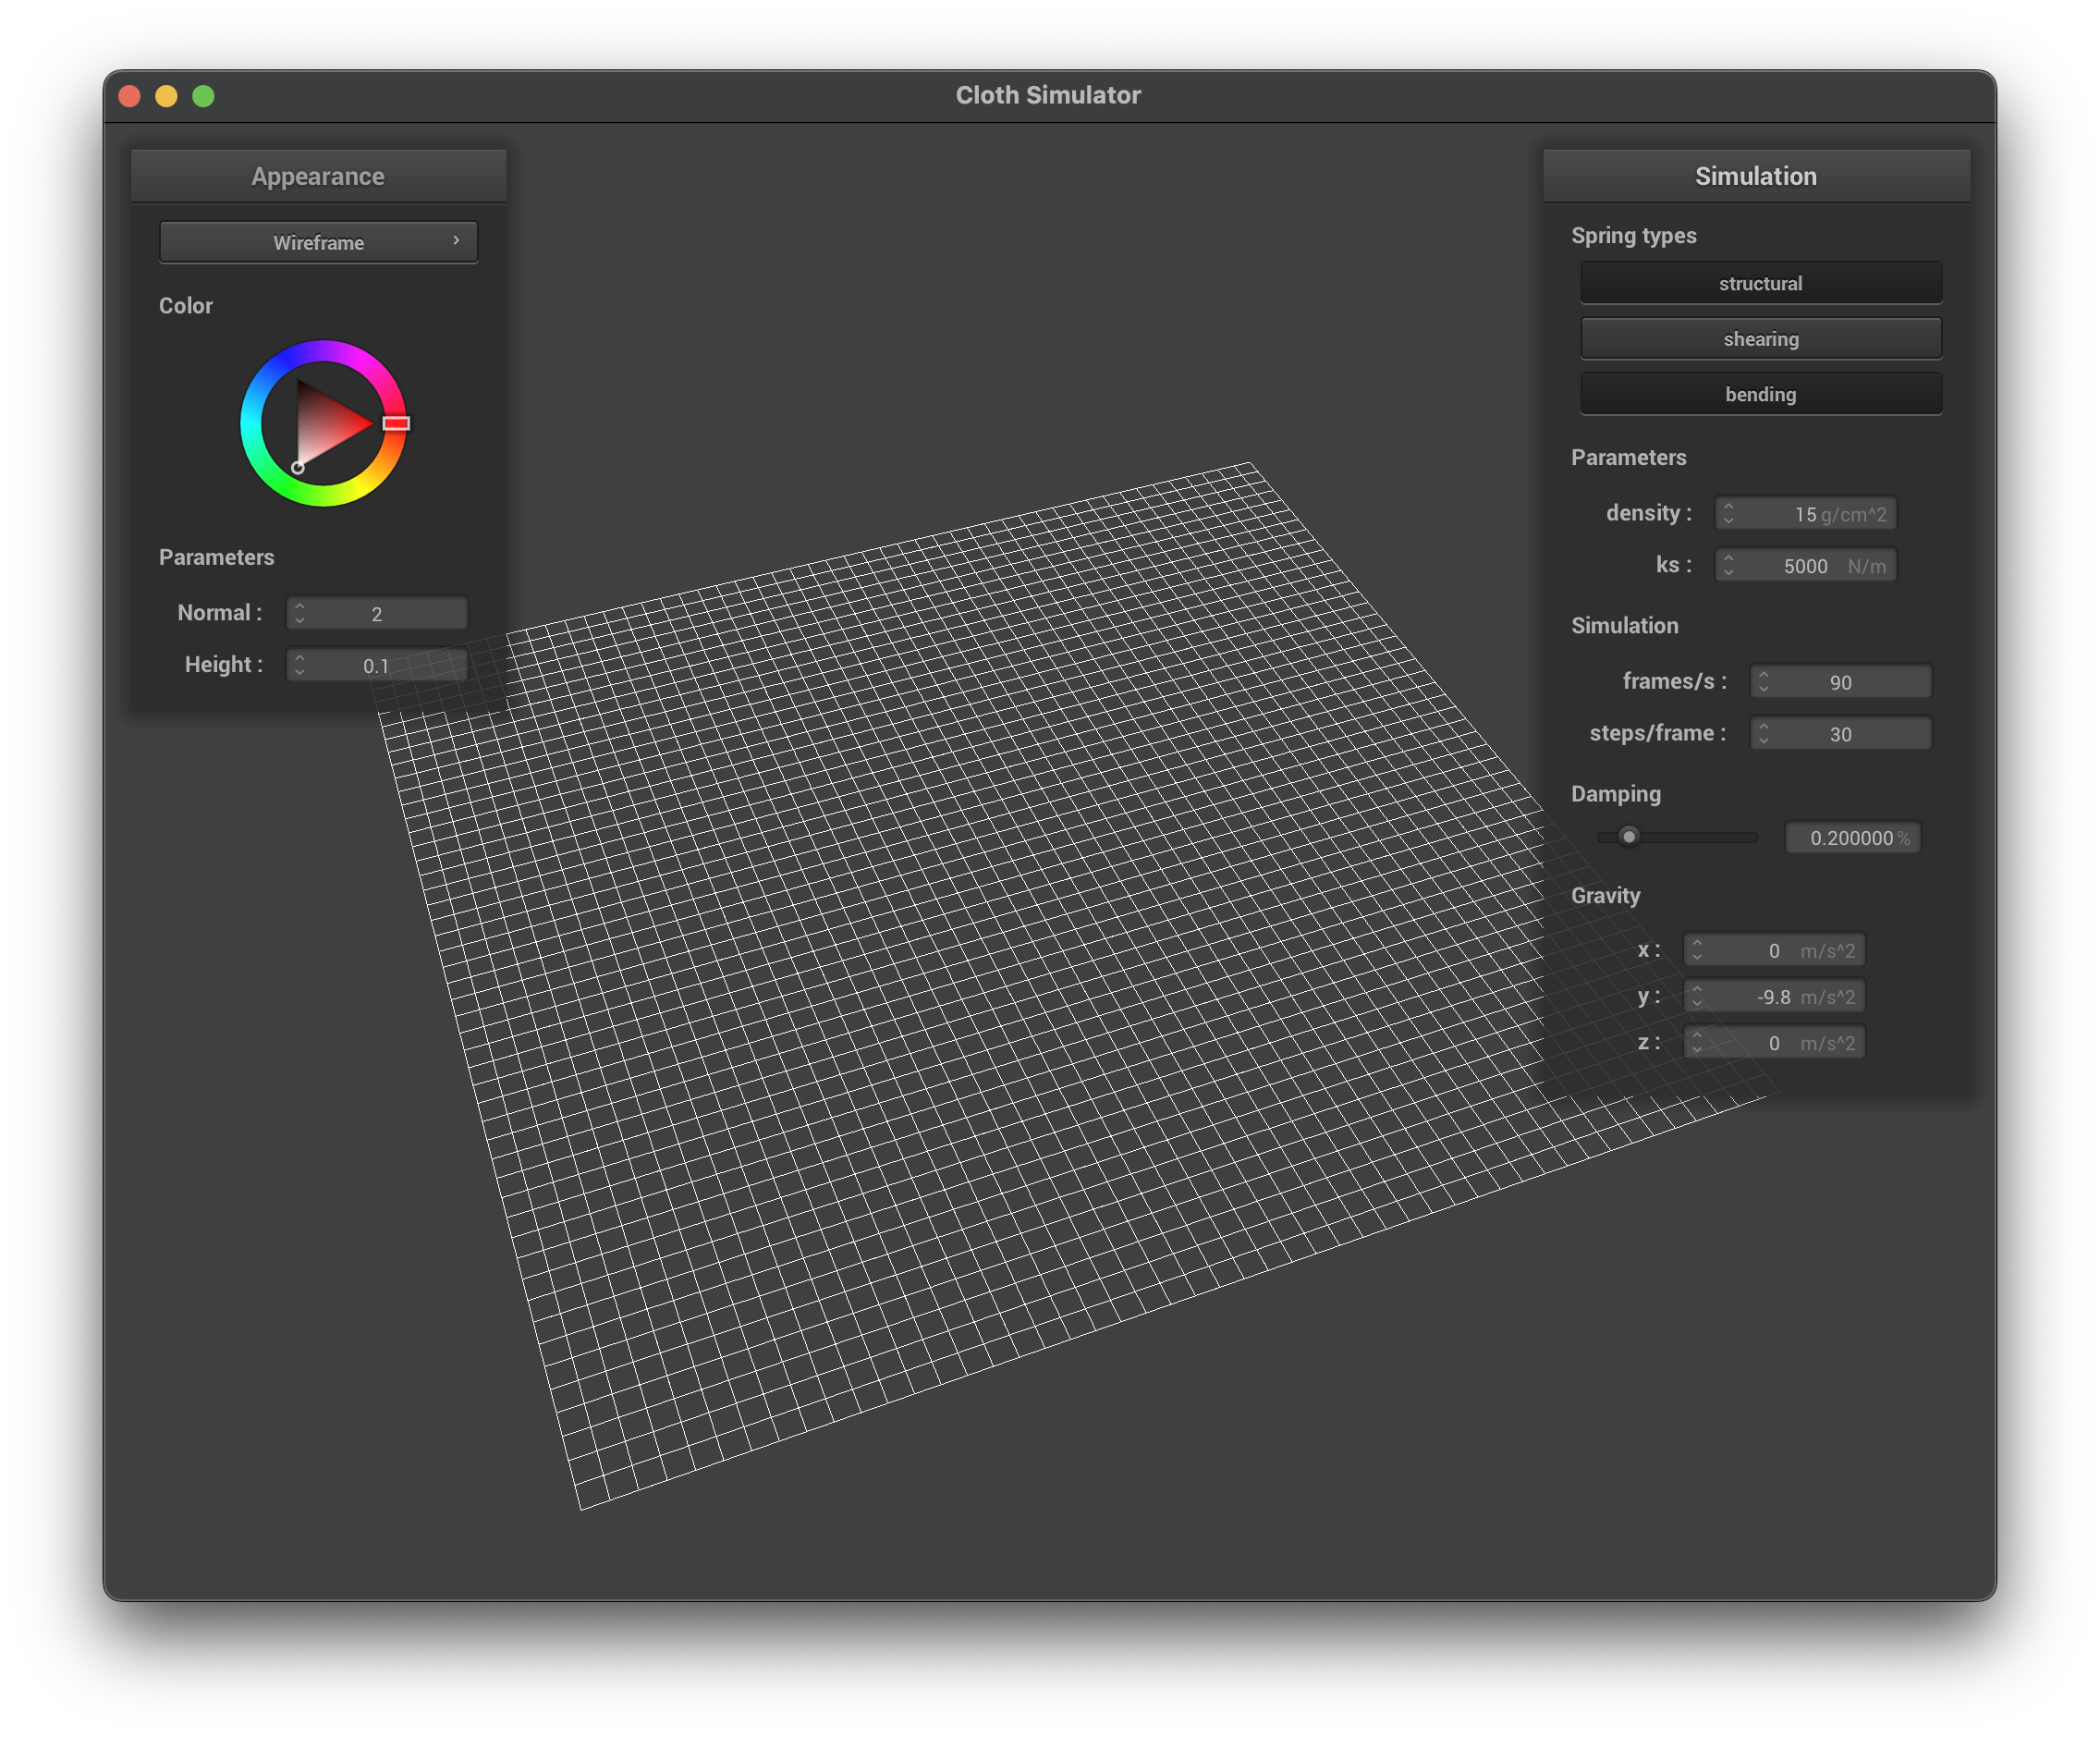 Cloth Simulator
Appearance
Wireframe
Color
Parameters
Normal : 2
Height : 0.1
Simulation
Spring types
structural
shearing
bending
Parameters
density : 15 g/cm^2
ks : 5000 N/m
Simulation
frames/s : 90
steps/frame : 30
Damping
0.200000 %
Gravity
x : 0 m/s^2
y : -9.8 m/s^2
z : 0 m/s^2